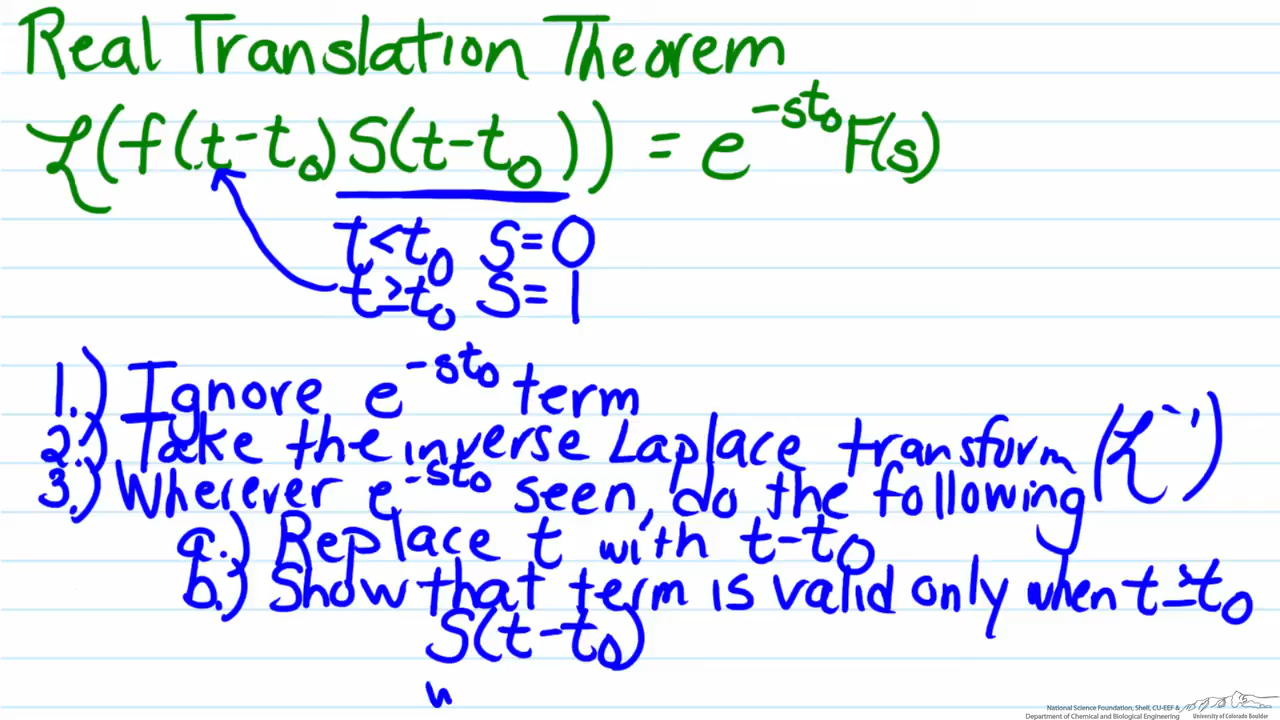 Real Translation Theorem
ℒ(f(t-t₀)S(t-t₀)) = e^{-st₀}F(s)
t<t₀ S=0
t≥t₀ S=1
1.) Ignore e^{-st₀} term
2.) Take the inverse Laplace transform (ℒ⁻¹)
3.) Wherever e^{-st₀} seen, do the following
a.) Replace t with t-t₀
b.) Show that term is valid only when t≥t₀
S(t-t₀)
National Science Foundation, Shell, CU-EEF &
Department of Chemical and Biological Engineering
University of Colorado Boulder